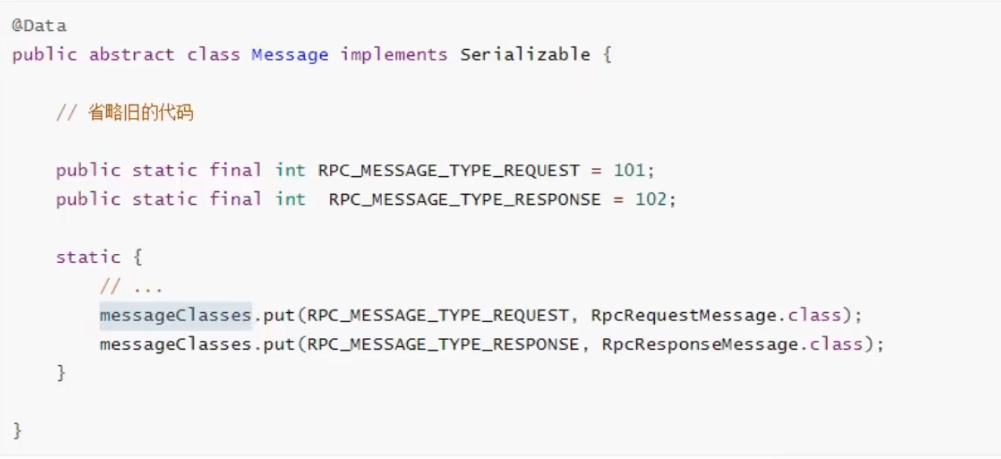 @Data
public abstract class Message implements Serializable {
// 省略旧的代码
public static final int RPC_MESSAGE_TYPE_REQUEST = 101;
public static final int  RPC_MESSAGE_TYPE_RESPONSE = 102;
static {
// ...
messageClasses.put(RPC_MESSAGE_TYPE_REQUEST, RpcRequestMessage.class);
messageClasses.put(RPC_MESSAGE_TYPE_RESPONSE, RpcResponseMessage.class);
}
}